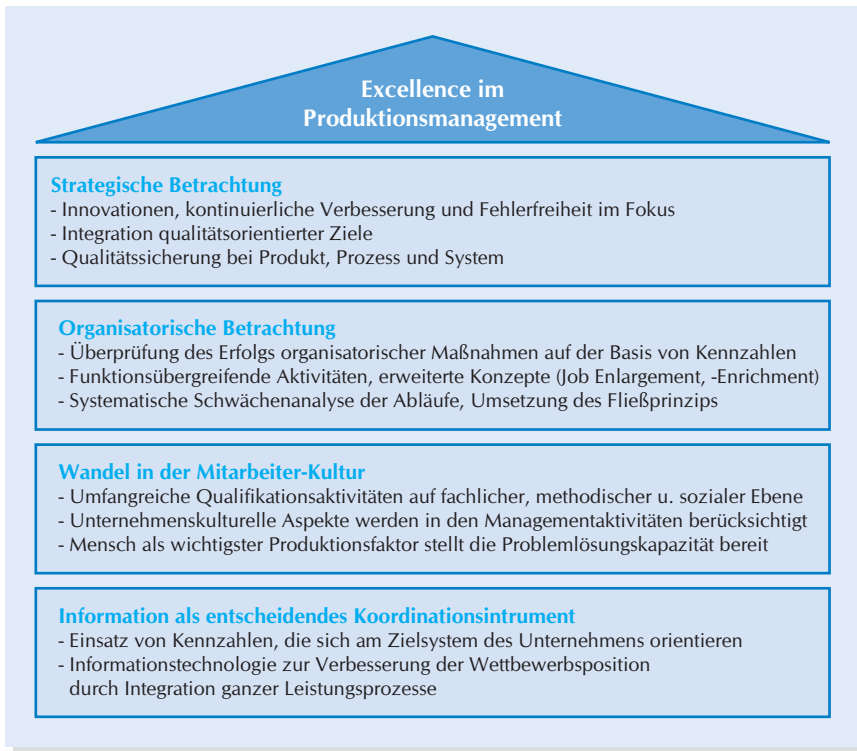 Excellence im
Produktionsmanagement
Strategische Betrachtung
- Innovationen, kontinuierliche Verbesserung und Fehlerfreiheit im Fokus
- Integration qualitätsorientierter Ziele
- Qualitätssicherung bei Produkt, Prozess und System
Organisatorische Betrachtung
- Überprüfung des Erfolgs organisatorischer Maßnahmen auf der Basis von Kennzahlen
- Funktionsübergreifende Aktivitäten, erweiterte Konzepte (Job Enlargement, -Enrichment)
- Systematische Schwächenanalyse der Abläufe, Umsetzung des Fließprinzips
Wandel in der Mitarbeiter-Kultur
- Umfangreiche Qualifikationsaktivitäten auf fachlicher, methodischer u. sozialer Ebene
- Unternehmenskulturelle Aspekte werden in den Managementaktivitäten berücksichtigt
- Mensch als wichtigster Produktionsfaktor stellt die Problemlösungskapazität bereit
Information als entscheidendes Koordinationsintrument
- Einsatz von Kennzahlen, die sich am Zielsystem des Unternehmens orientieren
- Informationstechnologie zur Verbesserung der Wettbewerbsposition
durch Integration ganzer Leistungsprozesse